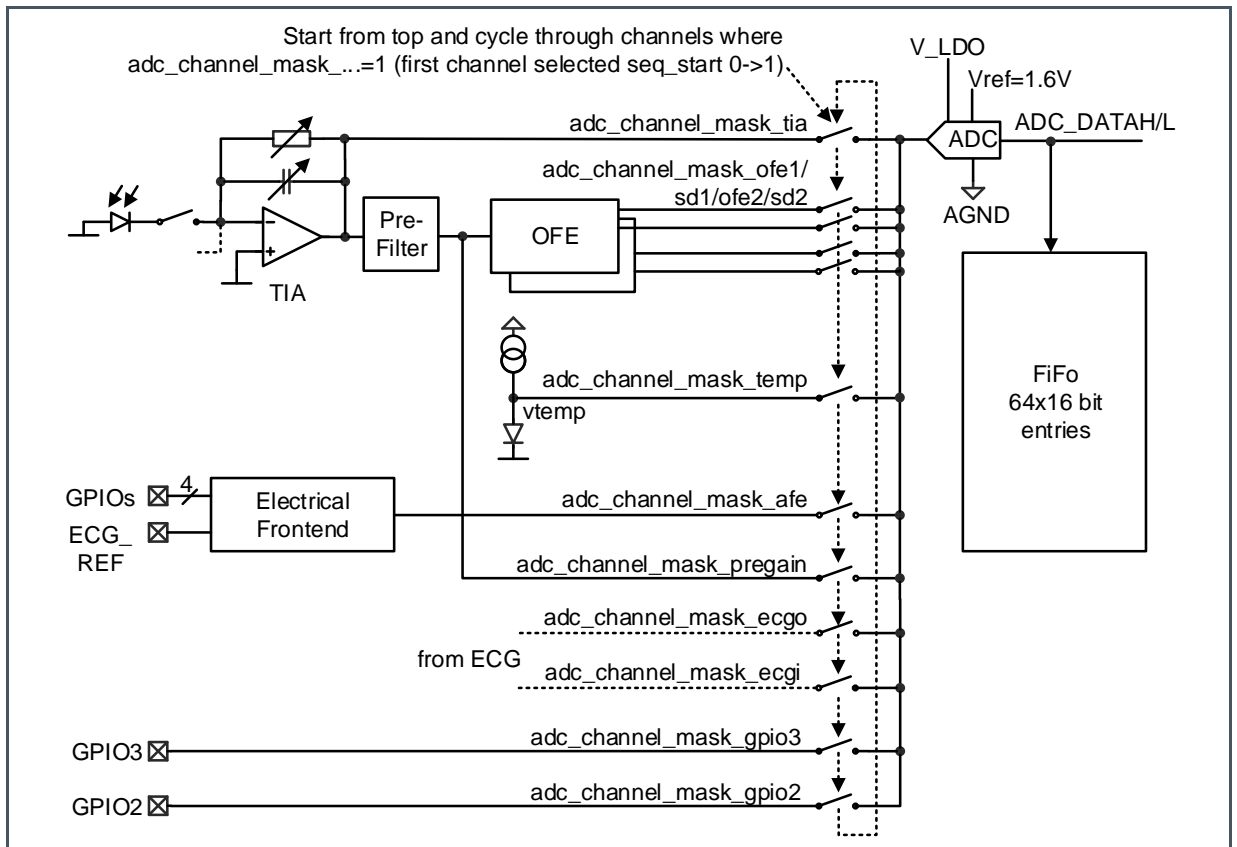 Start from top and cycle through channels where
adc_channel_mask_...=1 (first channel selected seq_start 0->1)
V_LDO
Vref=1.6V
adc_channel_mask_tia
ADC
ADC_DATAH/L
adc_channel_mask_ofe1/
sd1/ofe2/sd2
AGND
Pre-
Filter
OFE
TIA
adc_channel_mask_temp
vtemp
FiFo
64x16 bit
entries
GPIOs
4
Electrical
Frontend
adc_channel_mask_afe
ECG_
REF
adc_channel_mask_pregain
adc_channel_mask_ecgo
from ECG
adc_channel_mask_ecgi
GPIO3
adc_channel_mask_gpio3
GPIO2
adc_channel_mask_gpio2